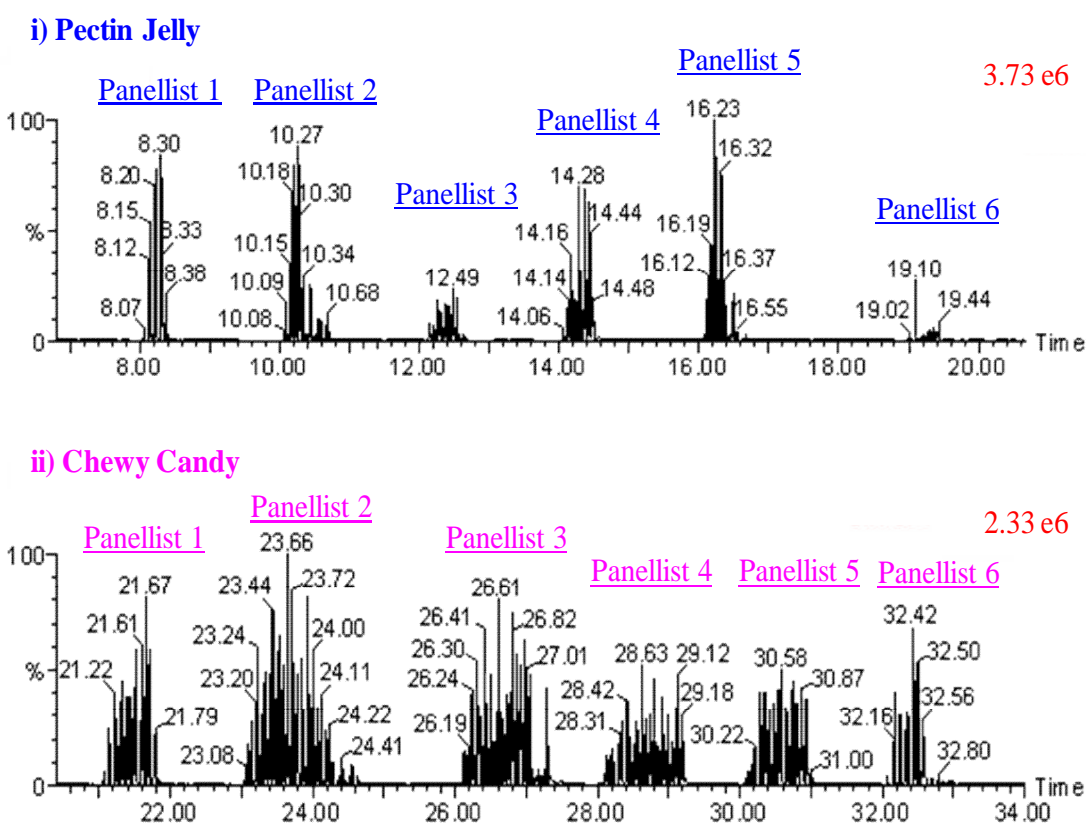 i) Pectin Jelly
Panellist 1 Panellist 2 Panellist 3 Panellist 4 Panellist 5 Panellist 6
3.73 e6
100
%
0
8.07 8.12 8.15 8.20 8.30 8.33 8.38
10.08 10.09 10.15 10.18 10.27 10.30 10.34 10.68
12.49
14.06 14.14 14.16 14.28 14.44 14.48
16.12 16.19 16.23 16.32 16.37 16.55
19.02 19.10 19.44
8.00 10.00 12.00 14.00 16.00 18.00 20.00
Time
ii) Chewy Candy
Panellist 1 Panellist 2 Panellist 3 Panellist 4 Panellist 5 Panellist 6
2.33 e6
100
%
0
21.22 21.61 21.67 21.79
23.08 23.20 23.24 23.44 23.66 23.72 24.00 24.11 24.22 24.41
26.19 26.24 26.30 26.41 26.61 26.82 27.01
28.31 28.42 28.63 29.12 29.18
30.22 30.58 30.87 31.00
32.16 32.42 32.50 32.56 32.80
22.00 24.00 26.00 28.00 30.00 32.00 34.00
Time